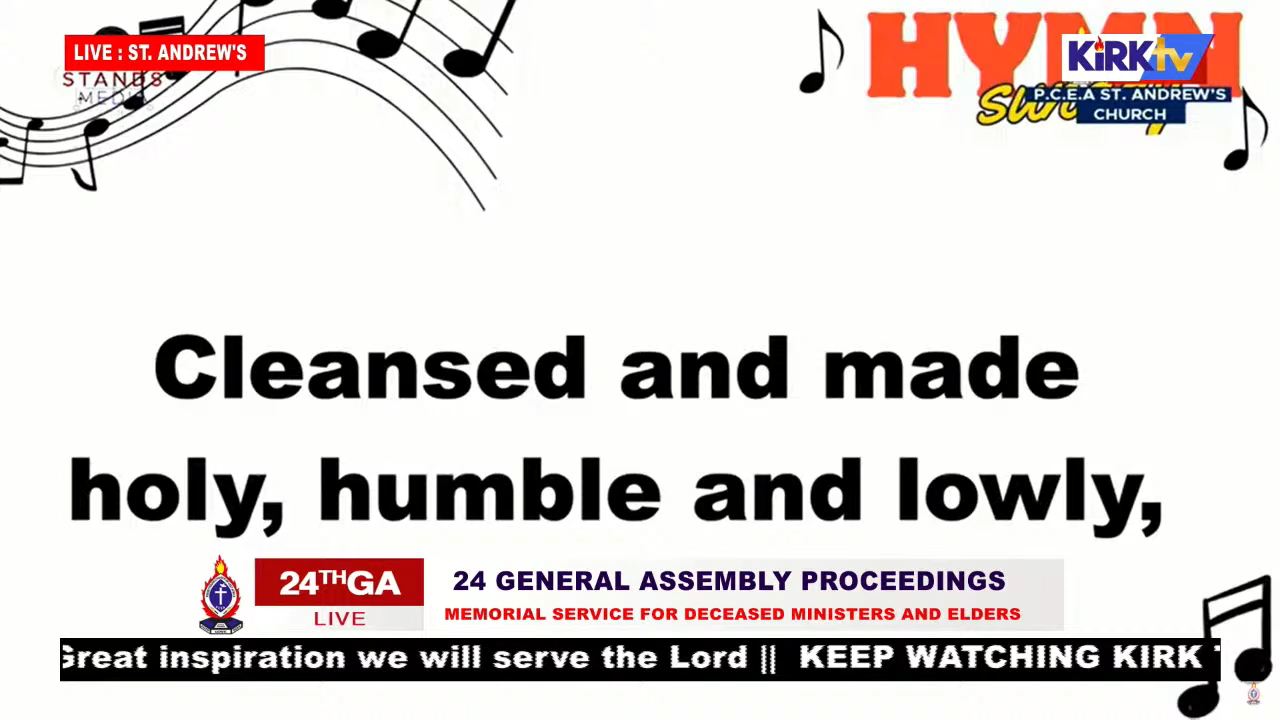 LIVE : ST. ANDREW'S
STANDS
MEDIA
HYMN
KiRKtv
P.C.E.A ST. ANDREW'S
CHURCH
Cleansed and made
holy, humble and lowly,
24THGA
LIVE
24 GENERAL ASSEMBLY PROCEEDINGS
MEMORIAL SERVICE FOR DECEASED MINISTERS AND ELDERS
Great inspiration we will serve the Lord || KEEP WATCHING KIRK